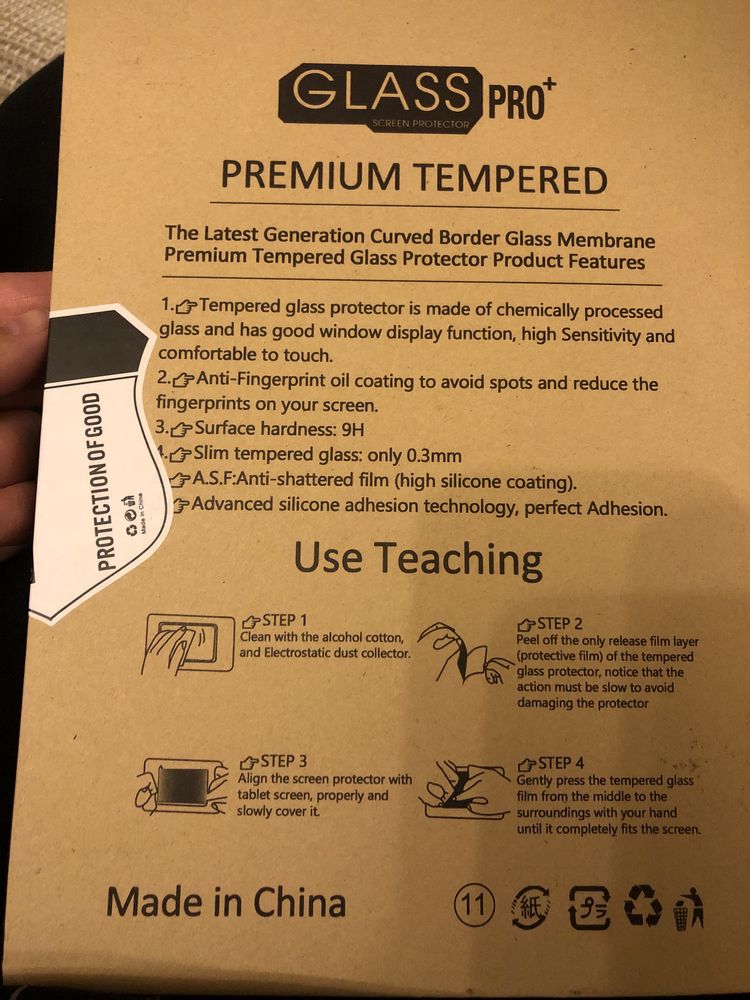 GLASS PRO+
SCREEN PROTECTOR
PREMIUM TEMPERED
The Latest Generation Curved Border Glass Membrane
Premium Tempered Glass Protector Product Features
1.👉Tempered glass protector is made of chemically processed
glass and has good window display function, high Sensitivity and
comfortable to touch.
2.👉Anti-Fingerprint oil coating to avoid spots and reduce the
fingerprints on your screen.
3.👉Surface hardness: 9H
4.👉Slim tempered glass: only 0.3mm
👉A.S.F:Anti-shattered film (high silicone coating).
👉Advanced silicone adhesion technology, perfect Adhesion.
PROTECTION OF GOOD
Made in China
Use Teaching
👉STEP 1
Clean with the alcohol cotton,
and Electrostatic dust collector.
👉STEP 2
Peel off the only release film layer
(protective film) of the tempered
glass protector, notice that the
action must be slow to avoid
damaging the protector
👉STEP 3
Align the screen protector with
tablet screen, properly and
slowly cover it.
👉STEP 4
Gently press the tempered glass
film from the middle to the
surroundings with your hand
until it completely fits the screen.
Made in China
11 紙 プラ